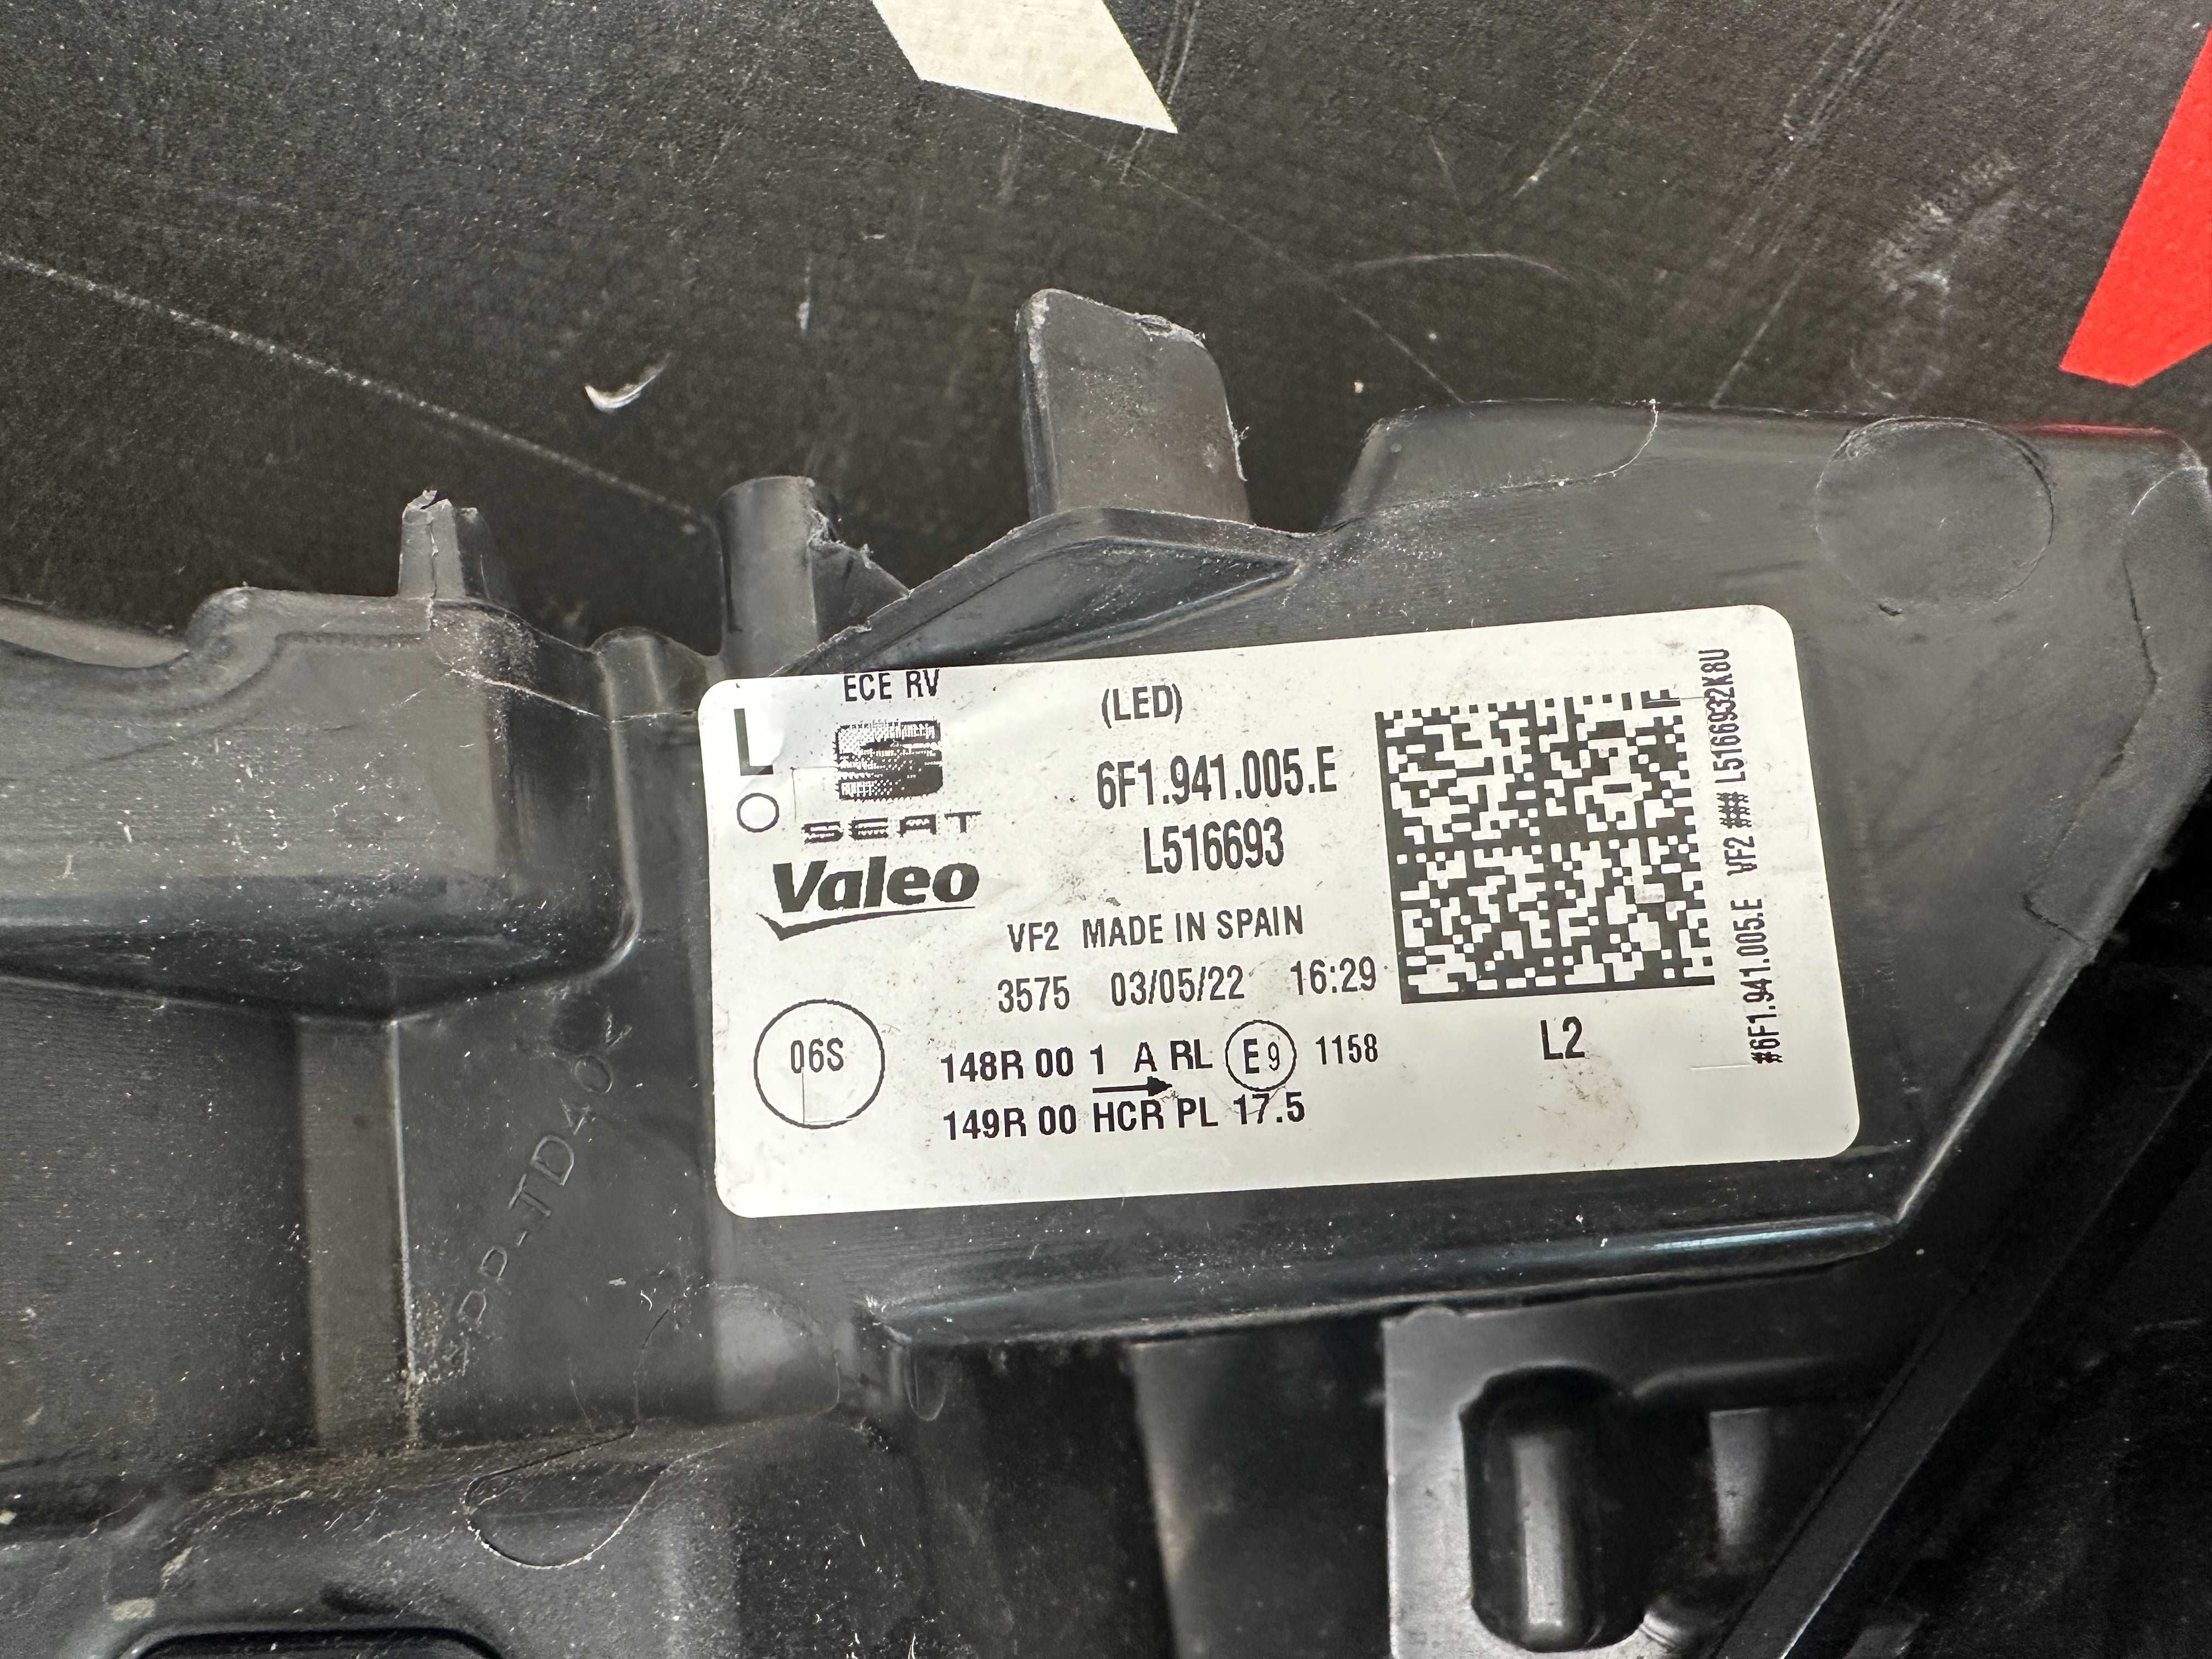 L
ECE RV
(LED)
SEAT
6F1.941.005.E
L516693
Valeo
VF2 MADE IN SPAIN
3575 03/05/22 16:29
06S
148R 00 1 A RL E9 1158
149R 00 HCR PL 17.5
L2
#6F1.941.005.E VF2 ### L5166932K8U
>PP-TD40<